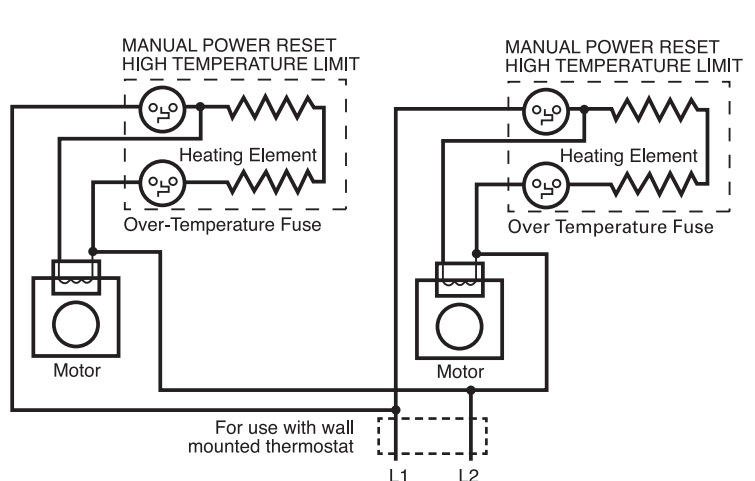 MANUAL POWER RESET
HIGH TEMPERATURE LIMIT
Heating Element
Over-Temperature Fuse
Motor
MANUAL POWER RESET
HIGH TEMPERATURE LIMIT
Heating Element
Over Temperature Fuse
Motor
For use with wall
mounted thermostat
L1
L2